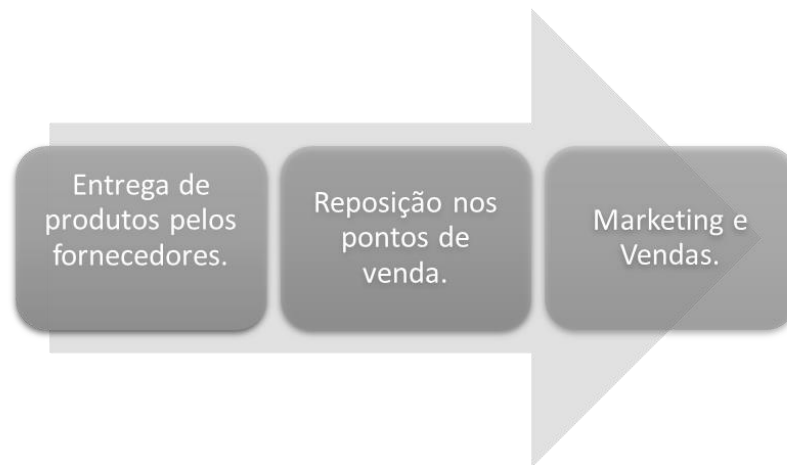 Entrega de
produtos pelos
fornecedores.
Reposição nos
pontos de
venda.
Marketing e
Vendas.